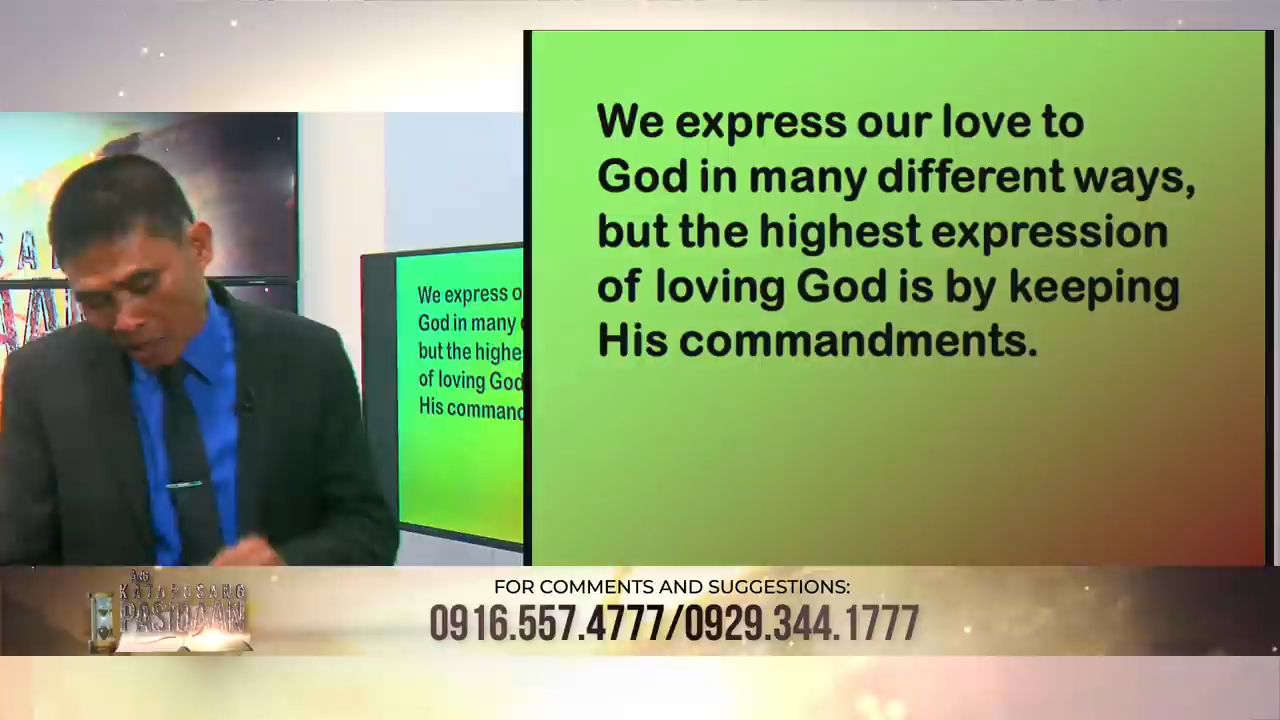 We express our love to
God in many different ways,
but the highest expression
of loving God is by keeping
His commandments.
We express o
God in many
but the highe
of loving God
His command
ANG
KATAPUSANG
PASIDAAN
FOR COMMENTS AND SUGGESTIONS:
0916.557.4777/0929.344.1777